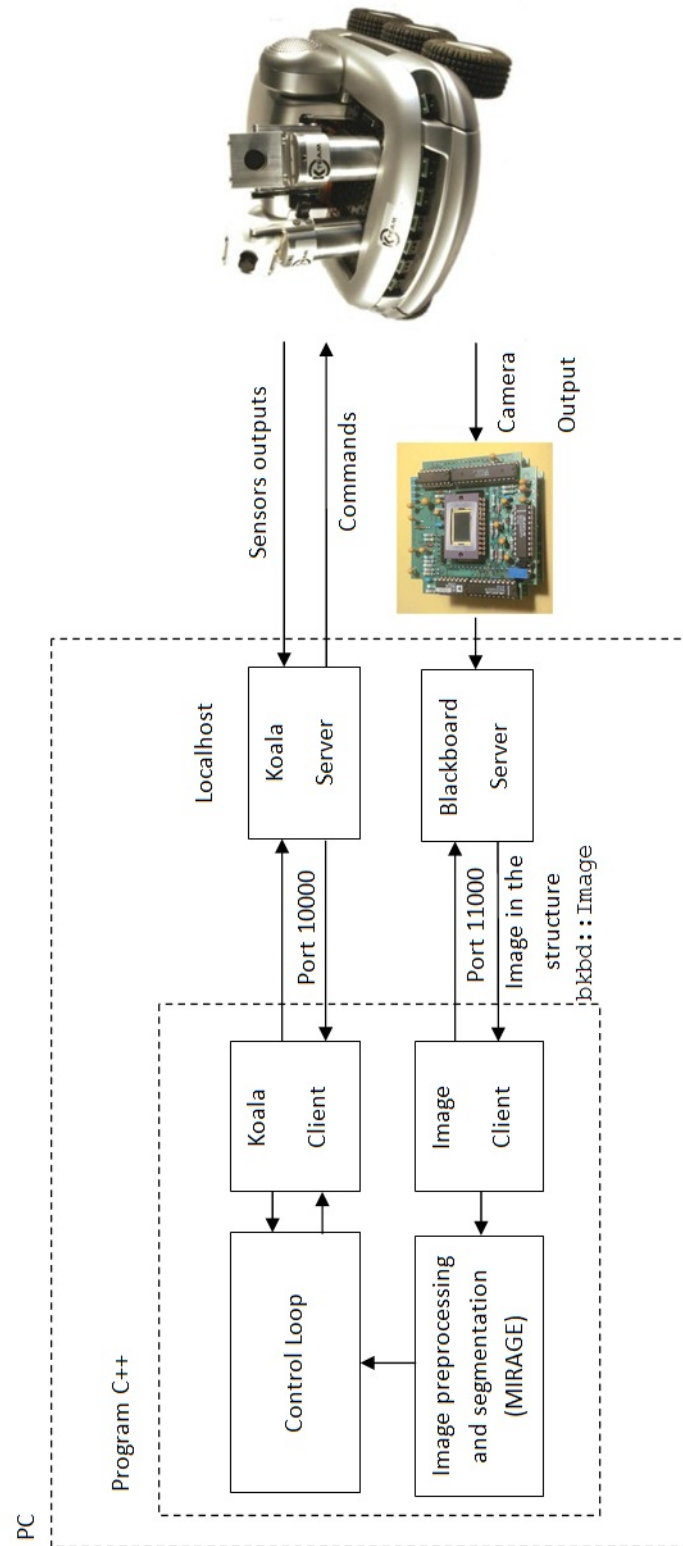 PC
Program C++
Control Loop
Koala
Client
Port 10000
Localhost
Koala
Server
Sensors outputs
Commands
Image preprocessing
and segmentation
(MIRAGE)
Image
Client
Port 11000
Image in the
structure
bkbd::Image
Blackboard
Server
Camera
Output
K-TEAM